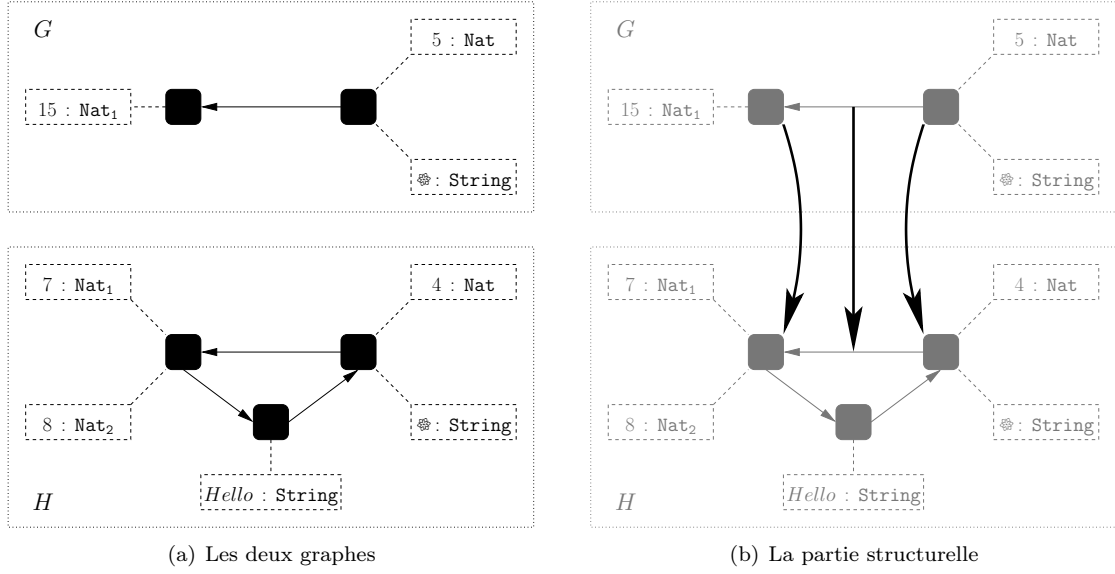 G
5 : Nat
15 : Nat₁
❀: String
7 : Nat₁
4 : Nat
8 : Nat₂
❀: String
Hello : String
H
(a) Les deux graphes
G
5 : Nat
15 : Nat₁
❀: String
7 : Nat₁
4 : Nat
8 : Nat₂
❀: String
Hello : String
H
(b) La partie structurelle